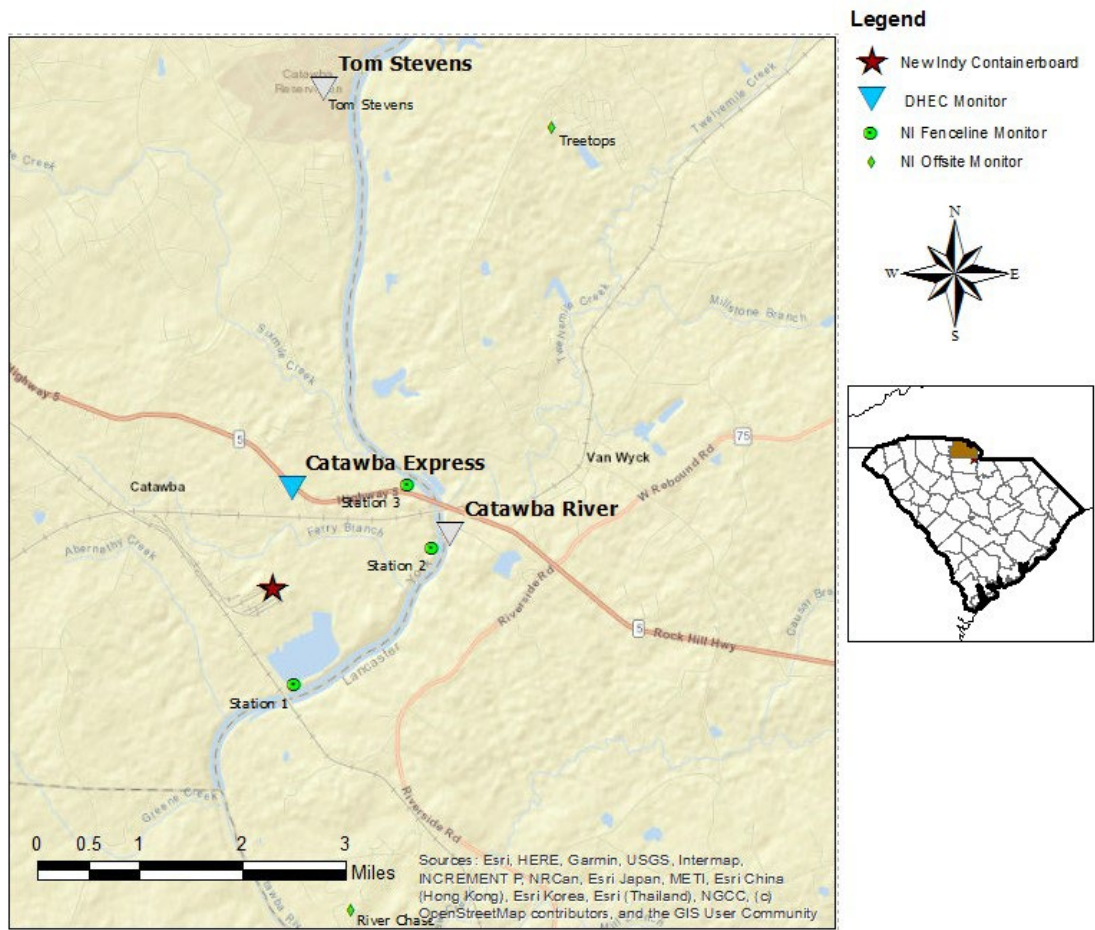 Legend
New Indy Containerboard
DHEC Monitor
NI Fenceline Monitor
NI Offsite Monitor
N
W
E
S
Tom Stevens
Catawba
Tom Stevens
Twelvemile Creek
Treetops
Creek
Twelvemile Creek
Millstone Branch
Sixmile Creek
Highway 5
5
75
Catawba Express
Van Wyck
W Rebound Rd
Catawba
Highway 5
Station 3
Catawba River
Ferry Branch
Abernathy Creek
Station 2
York
Riverside Rd
5
Rock Hill Hwy
Lancaster
Station 1
Greene Creek
Riverside Rd
0 0.5 1 2 3
Miles
Sources: Esri, HERE, Garmin, USGS, Intermap,
INCREMENT P, NRCan, Esri Japan, METI, Esri China
(Hong Kong), Esri Korea, Esri (Thailand), NGCC, (c)
OpenStreetMap contributors, and the GIS User Community
River Chase